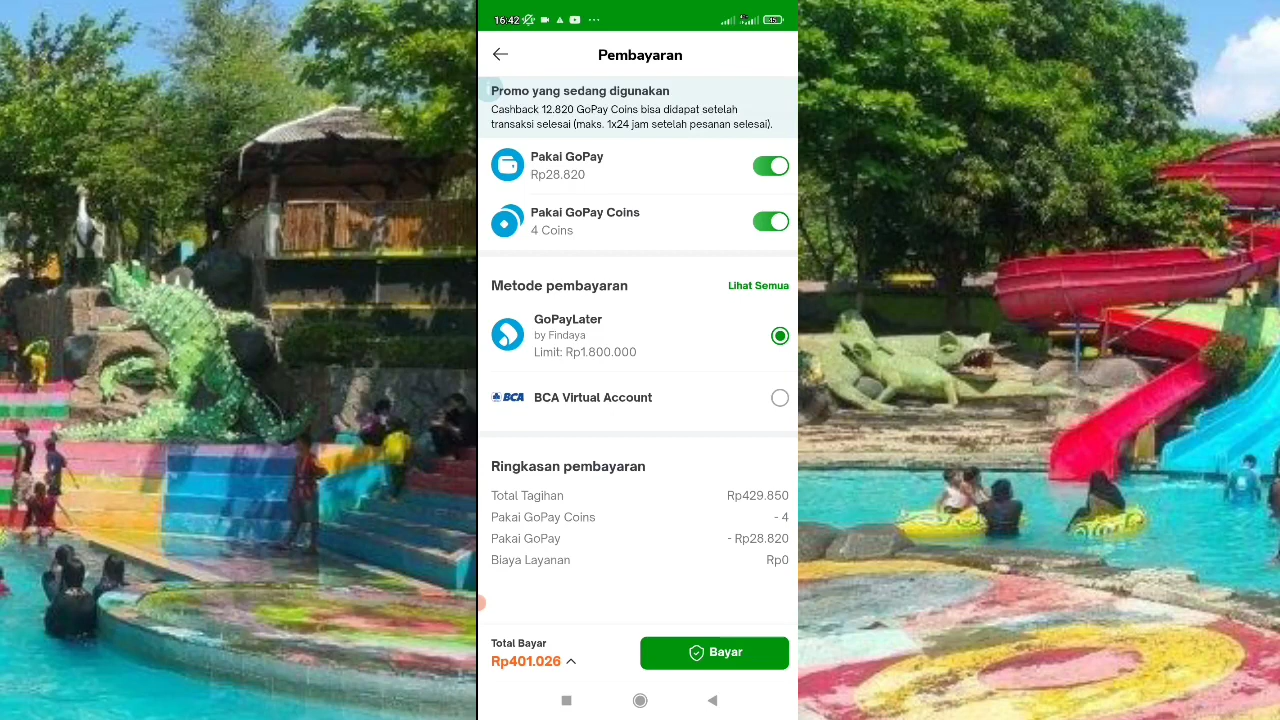 16:42
Pembayaran
Promo yang sedang digunakan
Cashback 12.820 GoPay Coins bisa didapat setelah
transaksi selesai (maks. 1x24 jam setelah pesanan selesai).
Pakai GoPay
Rp28.820
Pakai GoPay Coins
4 Coins
Metode pembayaran
Lihat Semua
GoPayLater
by Findaya
Limit: Rp1.800.000
BCA
BCA Virtual Account
Ringkasan pembayaran
Total Tagihan Rp429.850
Pakai GoPay Coins - 4
Pakai GoPay - Rp28.820
Biaya Layanan Rp0
Total Bayar
Rp401.026
Bayar